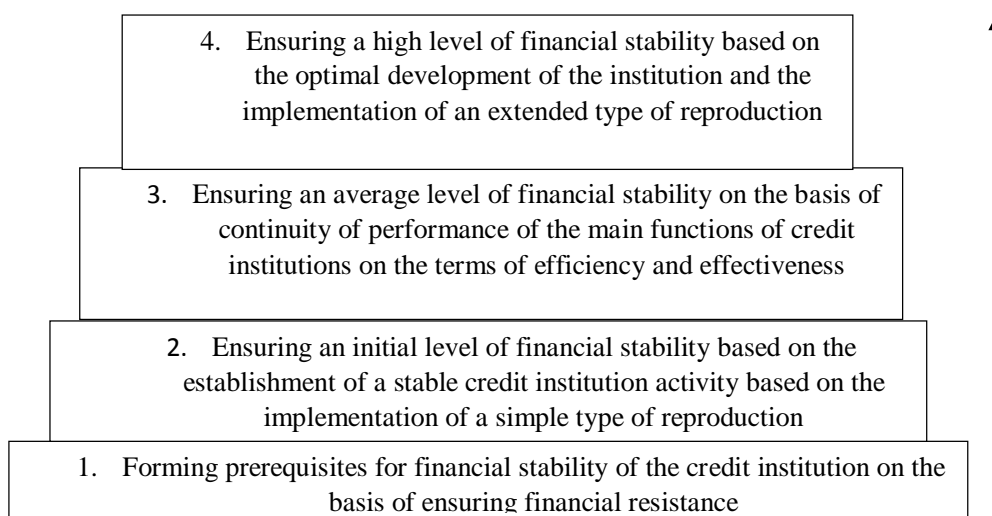 4. Ensuring a high level of financial stability based on
the optimal development of the institution and the
implementation of an extended type of reproduction
3. Ensuring an average level of financial stability on the basis of
continuity of performance of the main functions of credit
institutions on the terms of efficiency and effectiveness
2. Ensuring an initial level of financial stability based on the
establishment of a stable credit institution activity based on the
implementation of a simple type of reproduction
1. Forming prerequisites for financial stability of the credit institution on the
basis of ensuring financial resistance